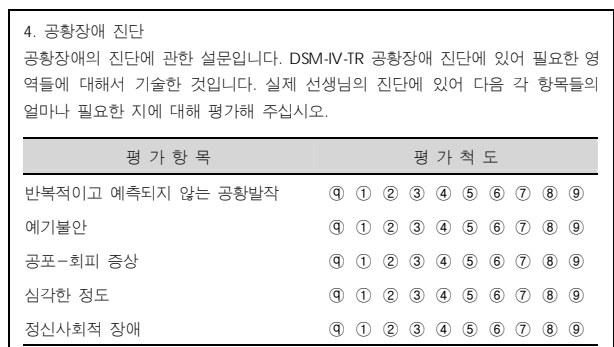 4. 공황장애 진단
공황장애의 진단에 관한 설문입니다. DSM-IV-TR 공황장애 진단에 있어 필요한 영
역들에 대해서 기술한 것입니다. 실제 선생님의 진단에 있어 다음 각 항목들의
얼마나 필요한 지에 대해 평가해 주십시오.
평 가 항 목 평 가 척 도
반복적이고 예측되지 않는 공황발작 ⓠ ① ② ③ ④ ⑤ ⑥ ⑦ ⑧ ⑨
예기불안 ⓠ ① ② ③ ④ ⑤ ⑥ ⑦ ⑧ ⑨
공포−회피 증상 ⓠ ① ② ③ ④ ⑤ ⑥ ⑦ ⑧ ⑨
심각한 정도 ⓠ ① ② ③ ④ ⑤ ⑥ ⑦ ⑧ ⑨
정신사회적 장애 ⓠ ① ② ③ ④ ⑤ ⑥ ⑦ ⑧ ⑨